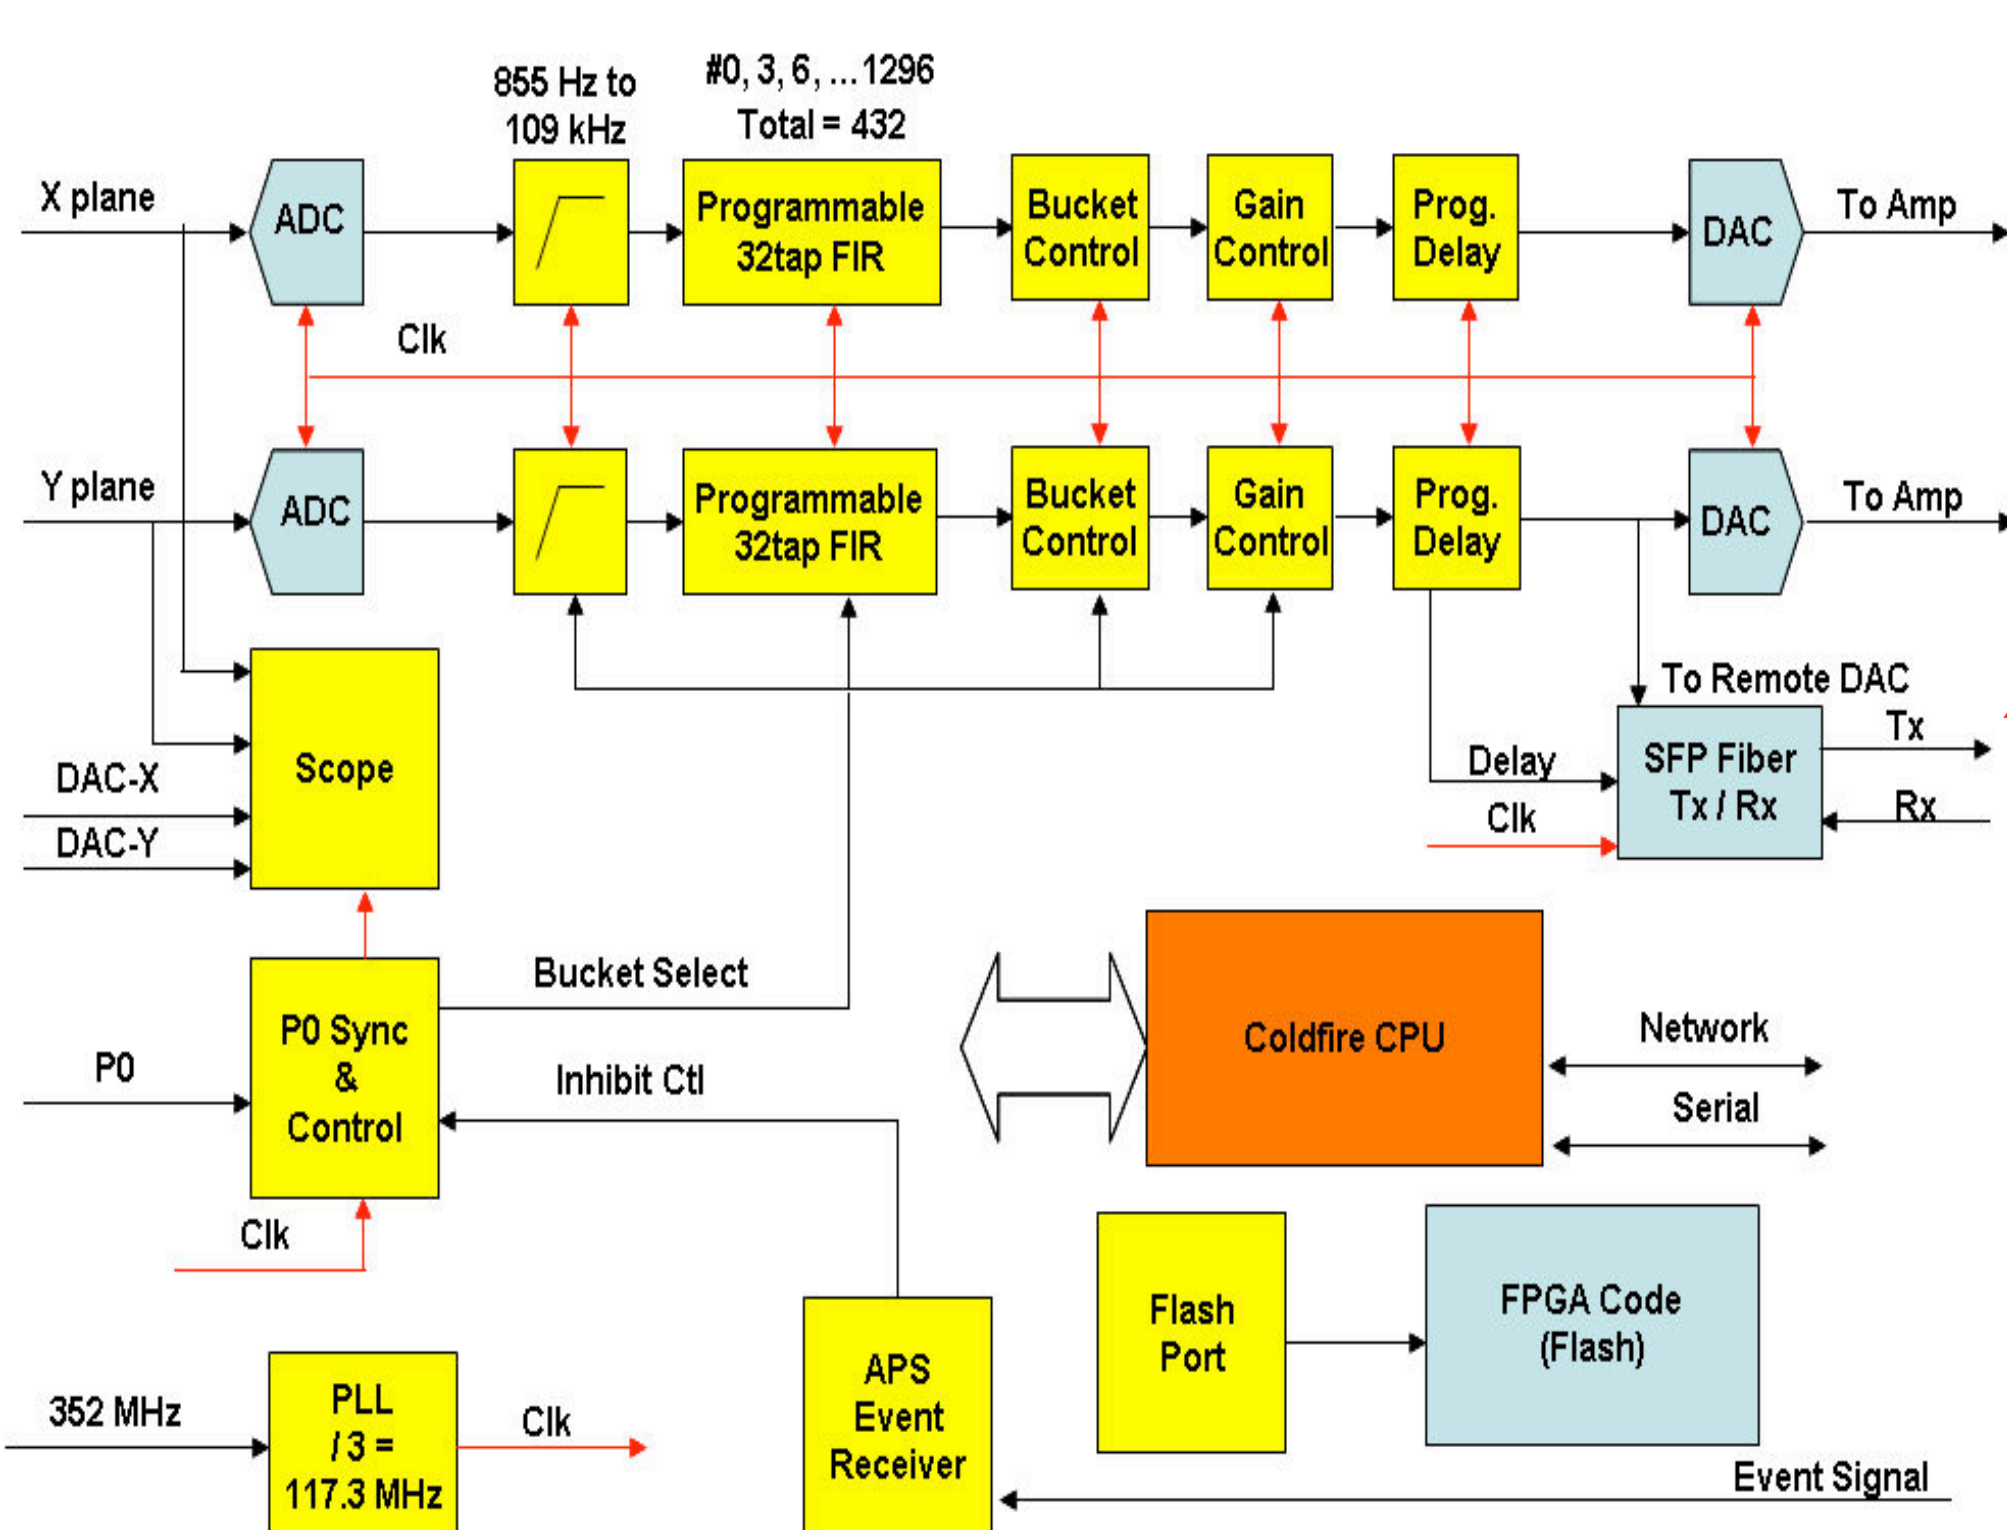 855 Hz to
109 kHz
#0, 3, 6, ...1296
Total = 432
X plane
ADC
Programmable
32tap FIR
Bucket
Control
Gain
Control
Prog.
Delay
DAC
To Amp
Clk
Y plane
ADC
Programmable
32tap FIR
Bucket
Control
Gain
Control
Prog.
Delay
DAC
To Amp
Scope
DAC-X
DAC-Y
To Remote DAC
Delay
Clk
SFP Fiber
Tx / Rx
Tx
Rx
Bucket Select
P0
P0 Sync
&
Control
Inhibit Ctl
Clk
Coldfire CPU
Network
Serial
352 MHz
PLL
/ 3 =
117.3 MHz
Clk
APS
Event
Receiver
Flash
Port
FPGA Code
(Flash)
Event Signal